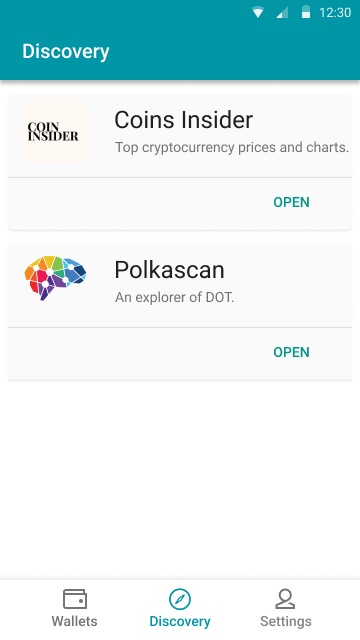 12:30
Discovery
COIN
INSIDER
Coins Insider
Top cryptocurrency prices and charts.
OPEN
Polkascan
An explorer of DOT.
OPEN
Wallets
Discovery
Settings